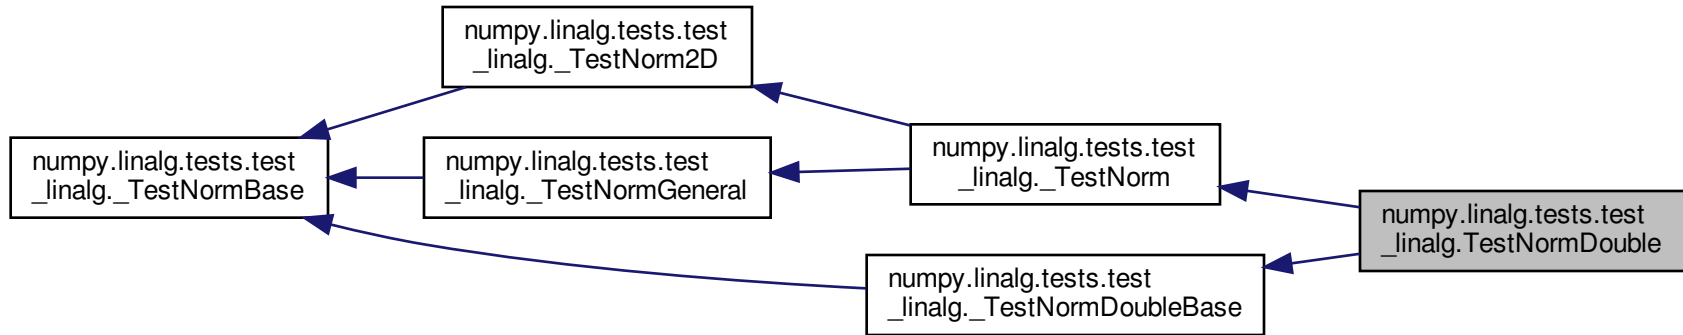 numpy.linalg.tests.test
_linalg._TestNorm2D
numpy.linalg.tests.test
_linalg._TestNormBase
numpy.linalg.tests.test
_linalg._TestNormGeneral
numpy.linalg.tests.test
_linalg._TestNorm
numpy.linalg.tests.test
_linalg.TestNormDouble
numpy.linalg.tests.test
_linalg._TestNormDoubleBase